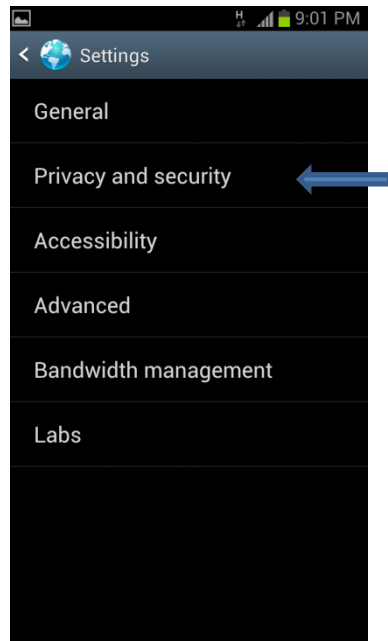 H 9:01 PM
< Settings
General
Privacy and security
Accessibility
Advanced
Bandwidth management
Labs